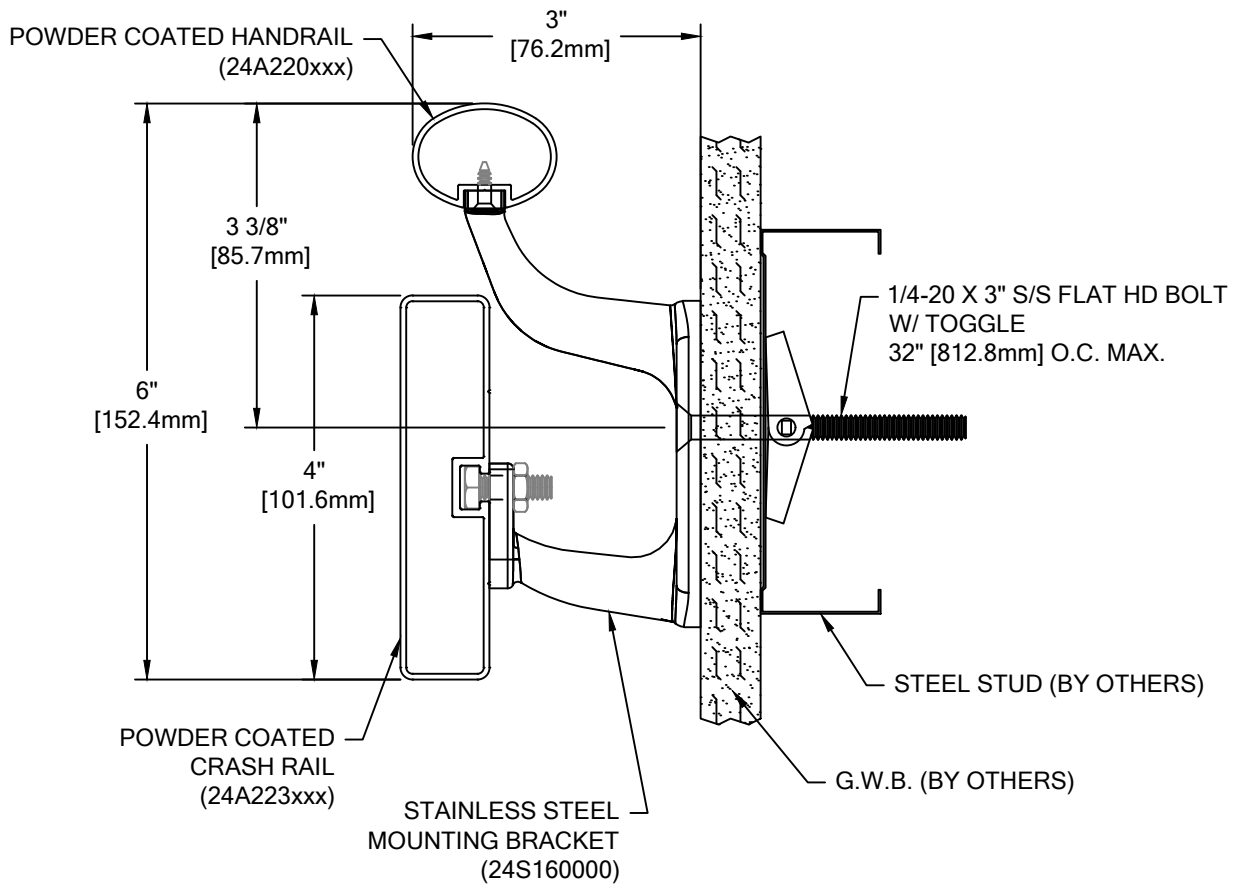 POWDER COATED HANDRAIL
(24A220xxx)
3"
[76.2mm]
3 3/8"
[85.7mm]
6"
[152.4mm]
4"
[101.6mm]
1/4-20 X 3" S/S FLAT HD BOLT
W/ TOGGLE
32" [812.8mm] O.C. MAX.
STEEL STUD (BY OTHERS)
G.W.B. (BY OTHERS)
POWDER COATED
CRASH RAIL
(24A223xxx)
STAINLESS STEEL
MOUNTING BRACKET
(24S160000)